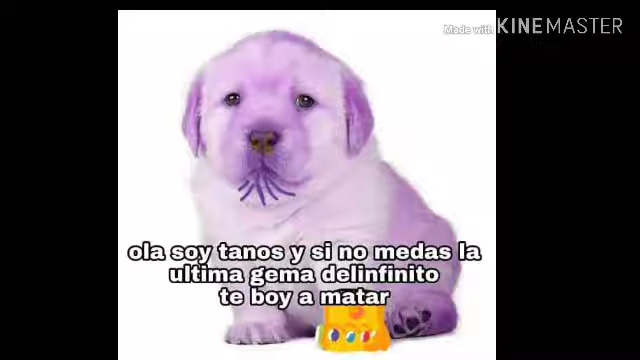 Made with KINEMASTER
ola soy tanos y si no medas la
ultima gema delinfinito
te boy a matar